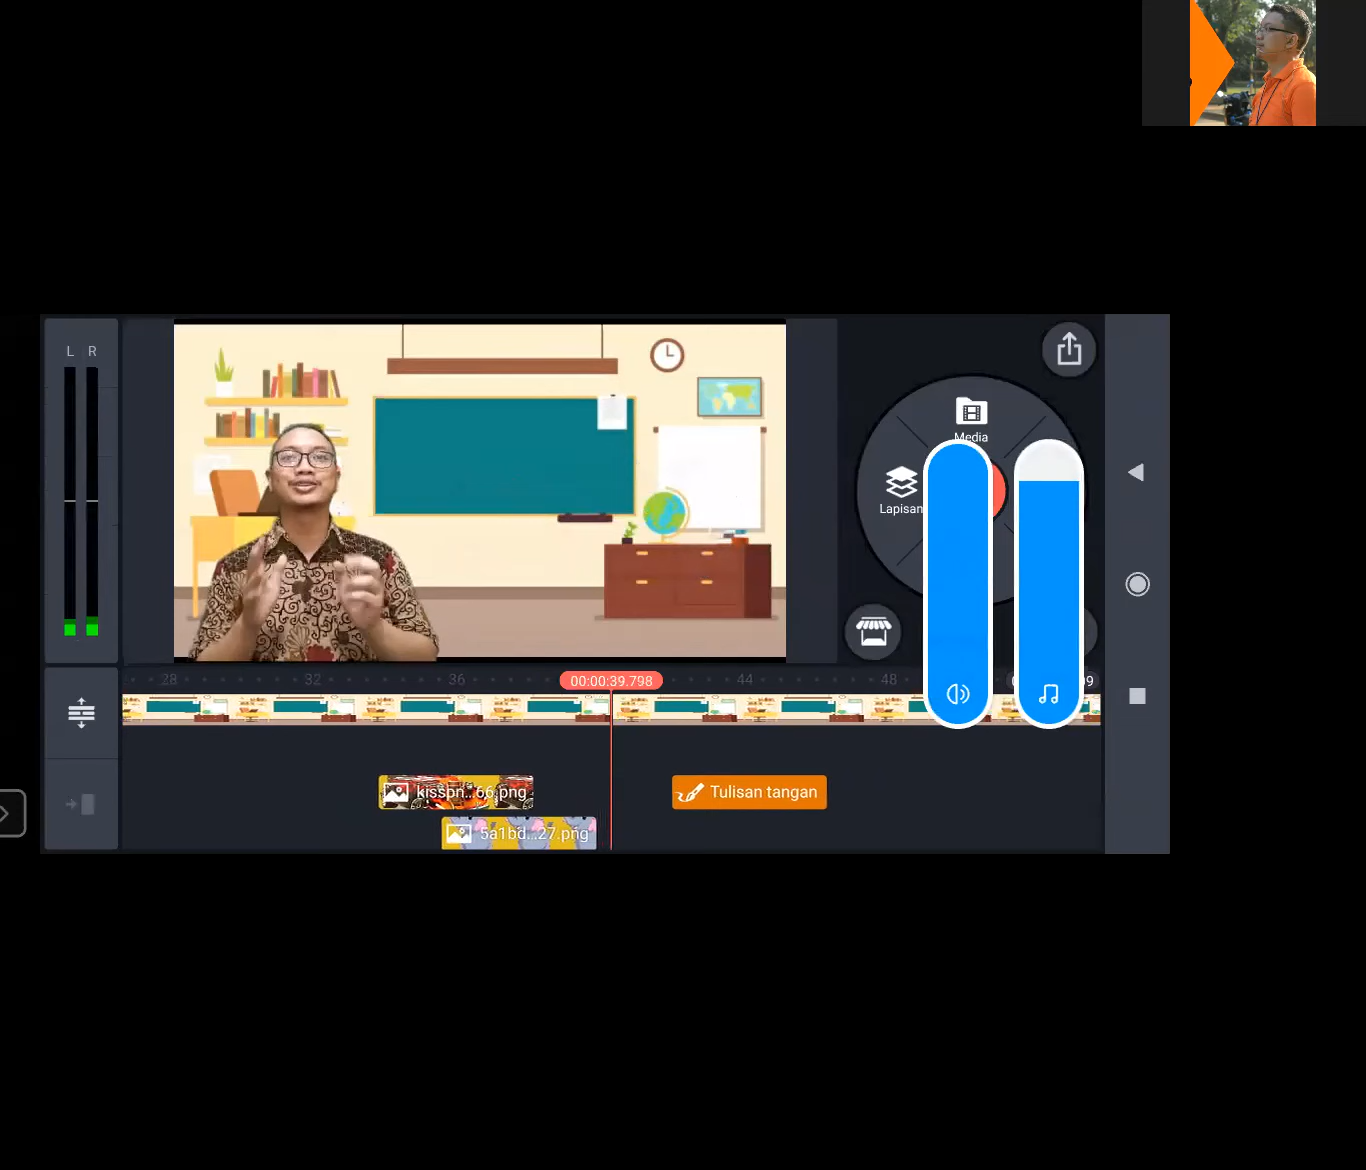 L R
Media
Lapisan
28 32 36 00:00:39.798 44 48
kisspn...66.png
Tulisan tangan
5a1bd...27.png